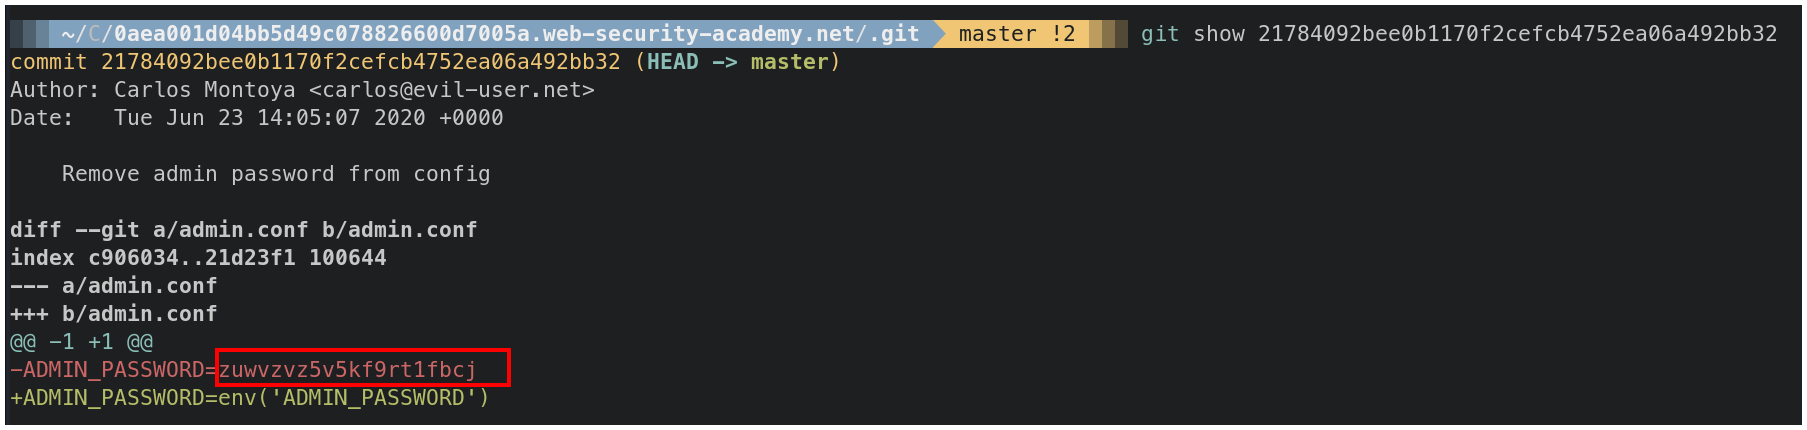 ~/C/0aea001d04bb5d49c078826600d7005a.web-security-academy.net/.git master !2 git show 21784092bee0b1170f2cefcb4752ea06a492bb32
commit 21784092bee0b1170f2cefcb4752ea06a492bb32 (HEAD -> master)
Author: Carlos Montoya <carlos@evil-user.net>
Date:   Tue Jun 23 14:05:07 2020 +0000
    Remove admin password from config
diff --git a/admin.conf b/admin.conf
index c906034..21d23f1 100644
--- a/admin.conf
+++ b/admin.conf
@@ -1 +1 @@
-ADMIN_PASSWORD=zuwvzvz5v5kf9rt1fbcj
+ADMIN_PASSWORD=env('ADMIN_PASSWORD')